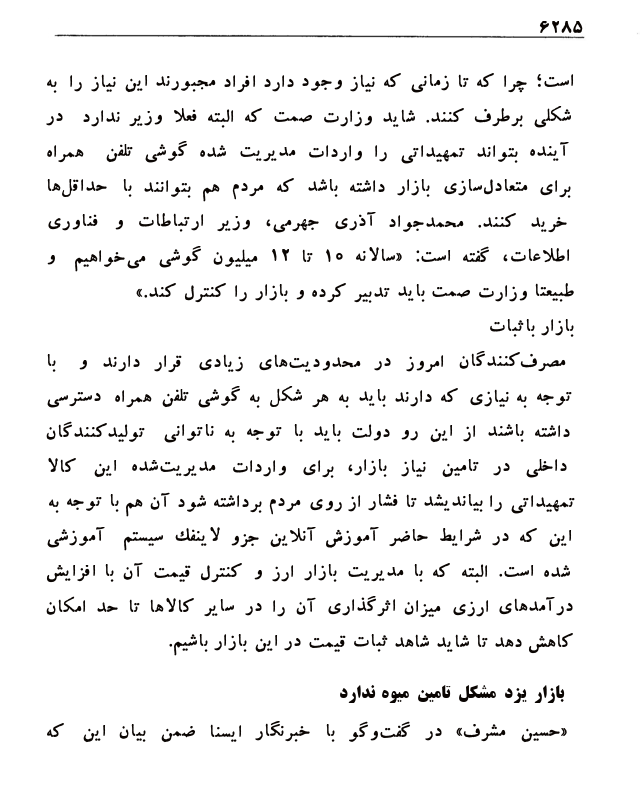 ۶۲۸۵
است؛ چرا که تا زمانی که نیاز وجود دارد افراد مجبورند این نیاز را به
شکلی برطرف کنند. شاید وزارت صمت که البته فعلا وزیر ندارد در
آینده بتواند تمهیداتی را واردات مدیریت شده گوشی تلفن همراه
برای متعادل‌سازی بازار داشته باشد که مردم هم بتوانند با حداقل‌ها
خرید کنند. محمدجواد آذری جهرمی، وزیر ارتباطات و فناوری
اطلاعات، گفته است: «سالانه ۱۰ تا ۱۲ میلیون گوشی می‌خواهیم و
طبیعتا وزارت صمت باید تدبیر کرده و بازار را کنترل کند.»
بازار باثبات
مصرف‌کنندگان امروز در محدودیت‌های زیادی قرار دارند و با
توجه به نیازی که دارند باید به هر شکل به گوشی تلفن همراه دسترسی
داشته باشند از این رو دولت باید با توجه به ناتوانی تولیدکنندگان
داخلی در تامین نیاز بازار، برای واردات مدیریت‌شده این کالا
تمهیداتی را بیاندیشد تا فشار از روی مردم برداشته شود آن هم با توجه به
این که در شرایط حاضر آموزش آنلاین جزو لاینفك سیستم آموزشی
شده است. البته که با مدیریت بازار ارز و کنترل قیمت آن با افزایش
درآمدهای ارزی میزان اثرگذاری آن را در سایر کالاها تا حد امکان
کاهش دهد تا شاید شاهد ثبات قیمت در این بازار باشیم.
بازار یزد مشکل تامین میوه ندارد
«حسین مشرف» در گفت‌وگو با خبرنگار ایسنا ضمن بیان این که